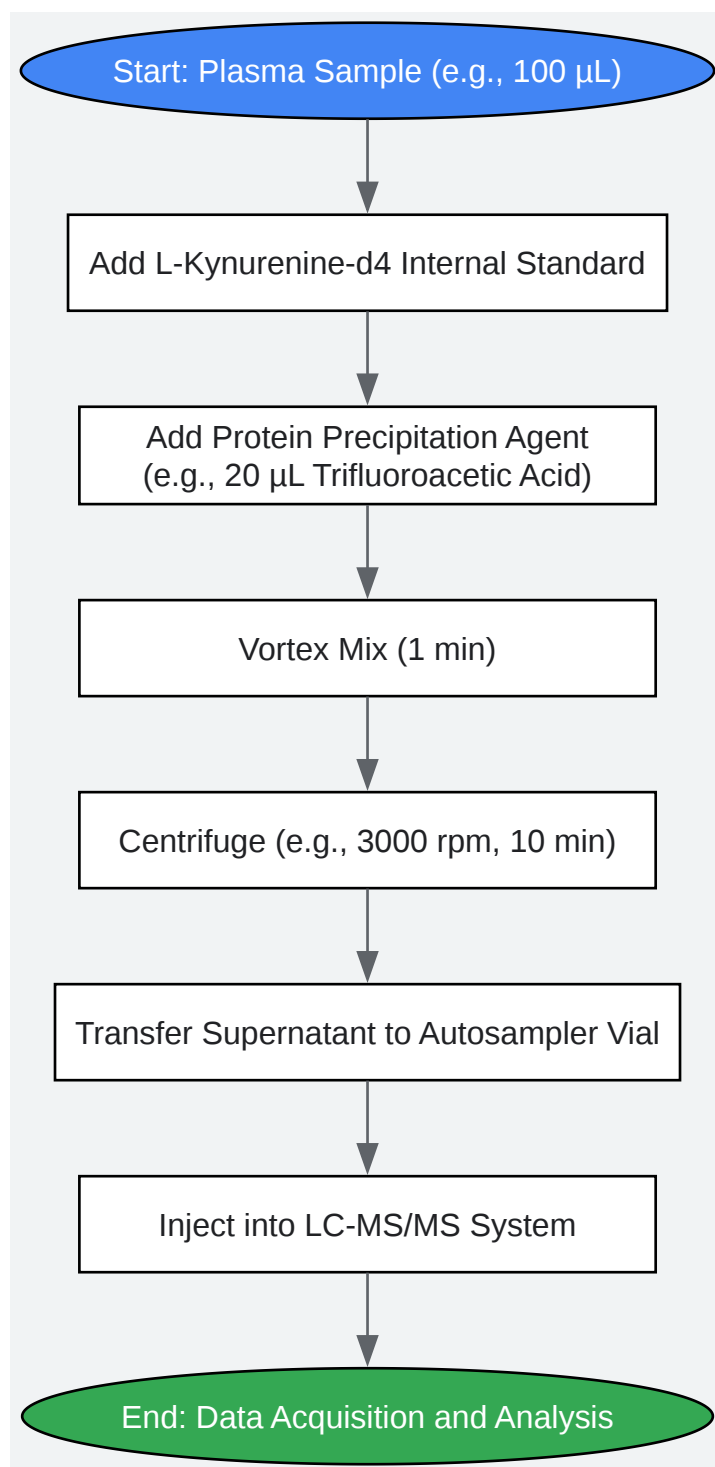 Start: Plasma Sample (e.g., 100 µL)
Add L-Kynurenine-d4 Internal Standard
Add Protein Precipitation Agent
(e.g., 20 µL Trifluoroacetic Acid)
Vortex Mix (1 min)
Centrifuge (e.g., 3000 rpm, 10 min)
Transfer Supernatant to Autosampler Vial
Inject into LC-MS/MS System
End: Data Acquisition and Analysis